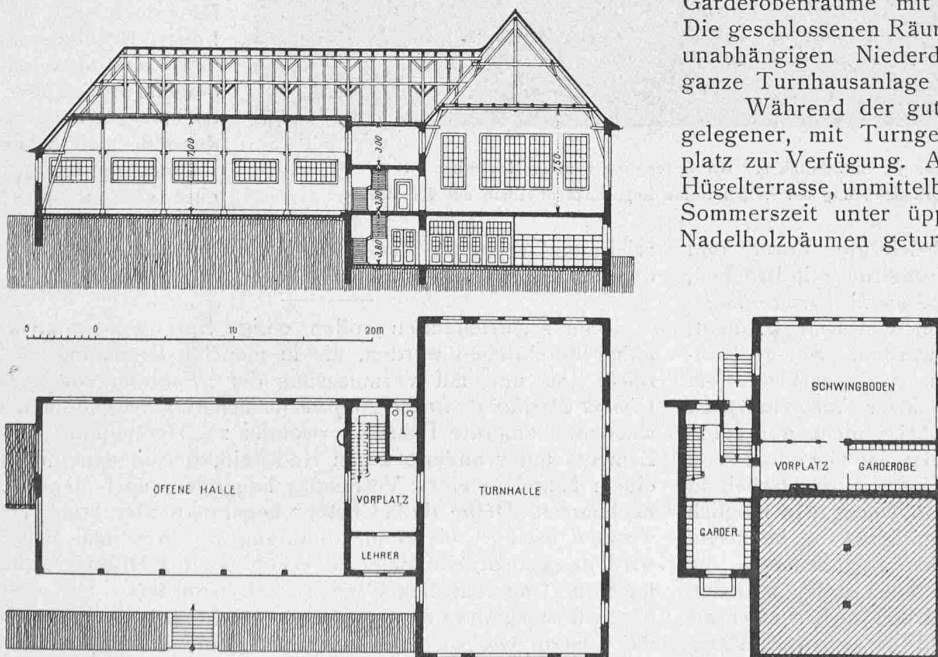 Garderobenräume mit
Die geschlossenen Räum
unabhängigen Niederd
ganze Turnhausanlage
Während der gut
gelegener, mit Turnge
platz zur Verfügung. A
Hügelterrasse, unmittelb
Sommerszeit unter üpp
Nadelholzbäumen getur
7,00
3,00
3,80
3,80
7,50
5 0 10 20m
OFFENE HALLE
VORPLATZ
LEHRER
TURNHALLE
SCHWINGBODEN
VORPLATZ
GARDEROBE
GARDER.